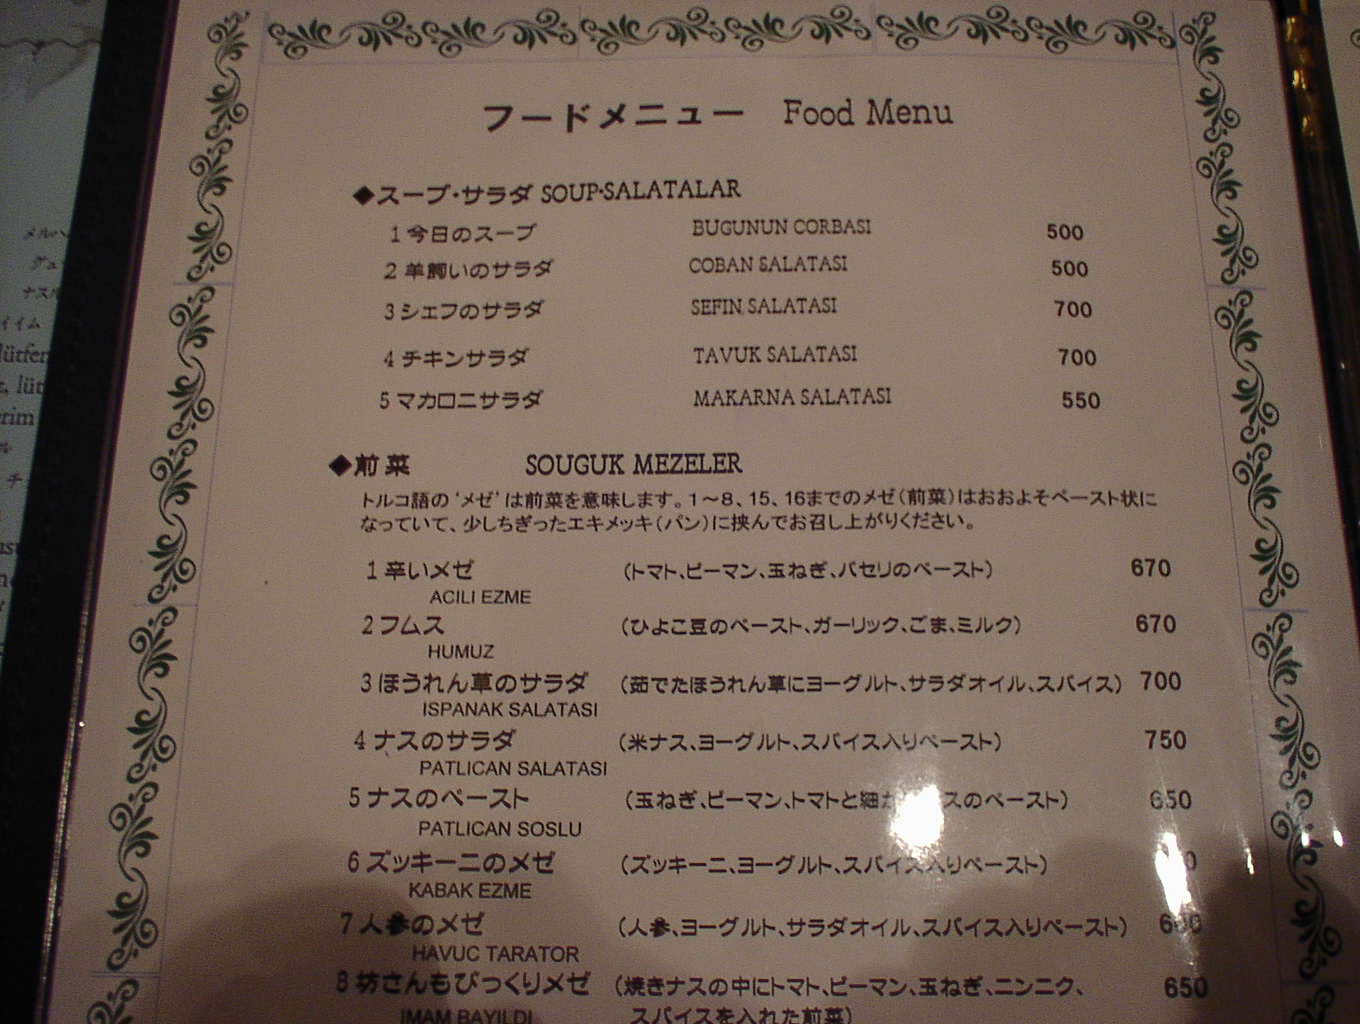 フードメニュー Food Menu
◆スープ・サラダ SOUP・SALATALAR
1 今日のスープ BUGUNUN CORBASI 500
2 羊飼いのサラダ COBAN SALATASI 500
3 シェフのサラダ SEFIN SALATASI 700
4 チキンサラダ TAVUK SALATASI 700
5 マカロニサラダ MAKARNA SALATASI 550
◆前菜 SOUGUK MEZELER
トルコ語の‘メゼ’は前菜を意味します。1～8、15、16までのメゼ(前菜)はおおよそペースト状に
なっていて、少しちぎったエキメッキ(パン)に挟んでお召し上がりください。
1 辛いメゼ (トマト、ピーマン、玉ねぎ、パセリのペースト) 670
ACILI EZME
2 フムス (ひよこ豆のペースト、ガーリック、ごま、ミルク) 670
HUMUZ
3 ほうれん草のサラダ (茹でたほうれん草にヨーグルト、サラダオイル、スパイス) 700
ISPANAK SALATASI
4 ナスのサラダ (米ナス、ヨーグルト、スパイス入りペースト) 750
PATLICAN SALATASI
5 ナスのペースト (玉ねぎ、ピーマン、トマトと スのペースト) 650
PATLICAN SOSLU
6 ズッキーニのメゼ (ズッキーニ、ヨーグルト、スパイス入りペースト)
KABAK EZME
7 人参のメゼ (人参、ヨーグルト、サラダオイル、スパイス入りペースト)
HAVUC TARATOR
8 坊さんもびっくりメゼ (焼きナスの中にトマト、ピーマン、玉ねぎ、ニンニク、 650
IMAM BAYILDI スパイスを入れた前菜)